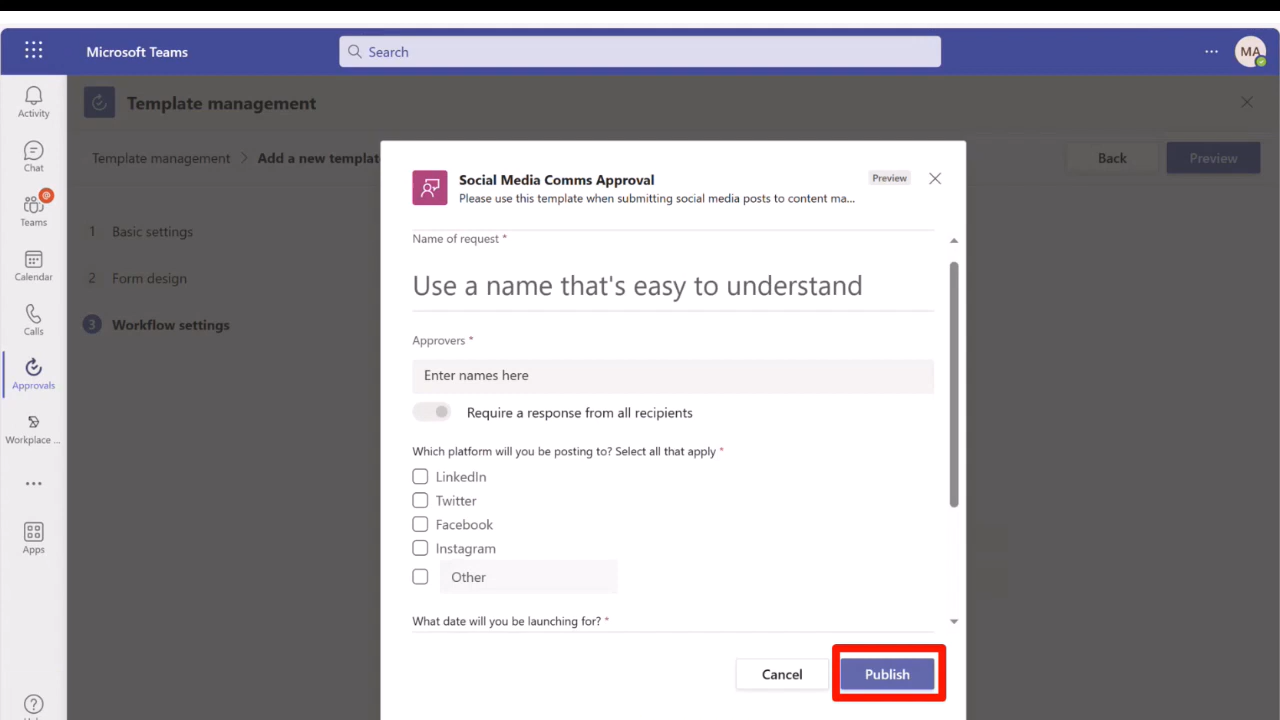 Microsoft Teams
Search
MA
Activity
Chat
Teams
Calendar
Calls
Approvals
Workplace ...
Apps
Template management
Template management > Add a new templat
Back
Preview
1 Basic settings
2 Form design
3 Workflow settings
Social Media Comms Approval
Preview
Please use this template when submitting social media posts to content ma...
Name of request *
Use a name that's easy to understand
Approvers *
Enter names here
Require a response from all recipients
Which platform will you be posting to? Select all that apply *
LinkedIn
Twitter
Facebook
Instagram
Other
What date will you be launching for? *
Cancel
Publish